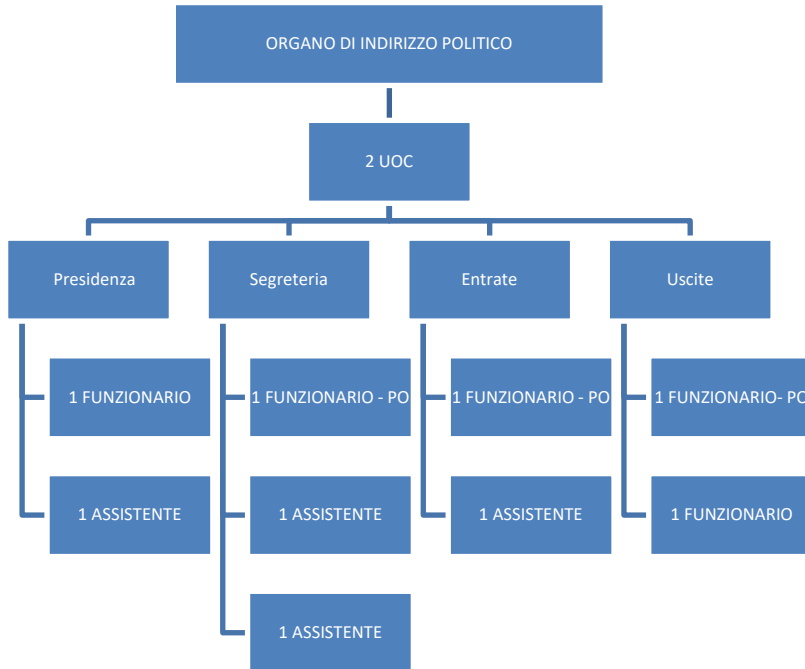 ORGANO DI INDIRIZZO POLITICO
2 UOC
Presidenza
Segreteria
Entrate
Uscite
1 FUNZIONARIO
1 FUNZIONARIO - PO
1 FUNZIONARIO - PO
1 FUNZIONARIO- PO
1 ASSISTENTE
1 ASSISTENTE
1 ASSISTENTE
1 FUNZIONARIO
1 ASSISTENTE